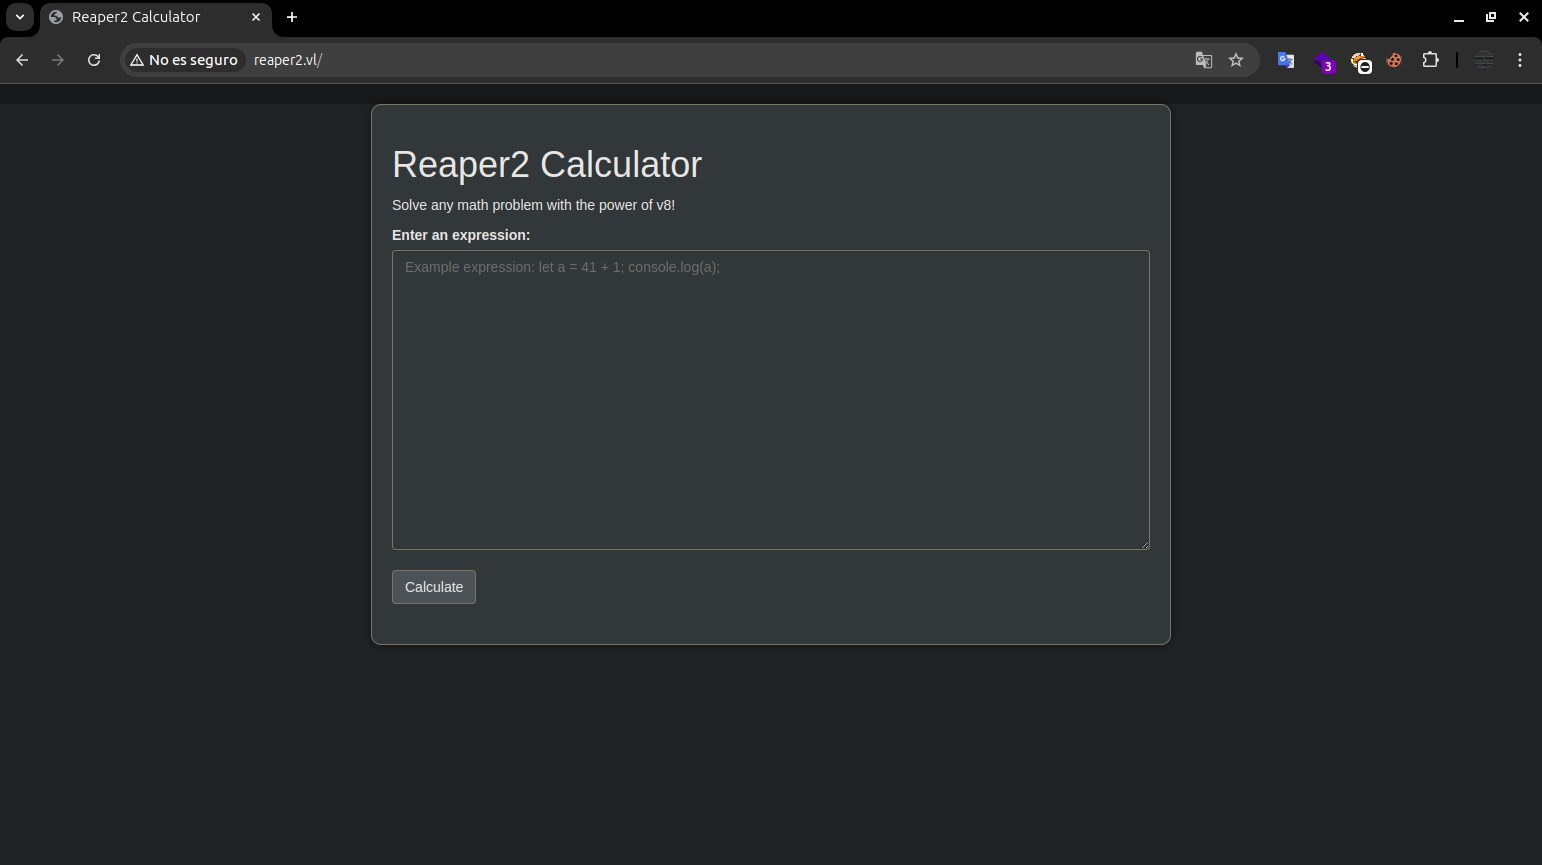 Reaper2 Calculator
No es seguro
reaper2.vl/
3
Reaper2 Calculator
Solve any math problem with the power of v8!
Enter an expression:
Example expression: let a = 41 + 1; console.log(a);
Calculate